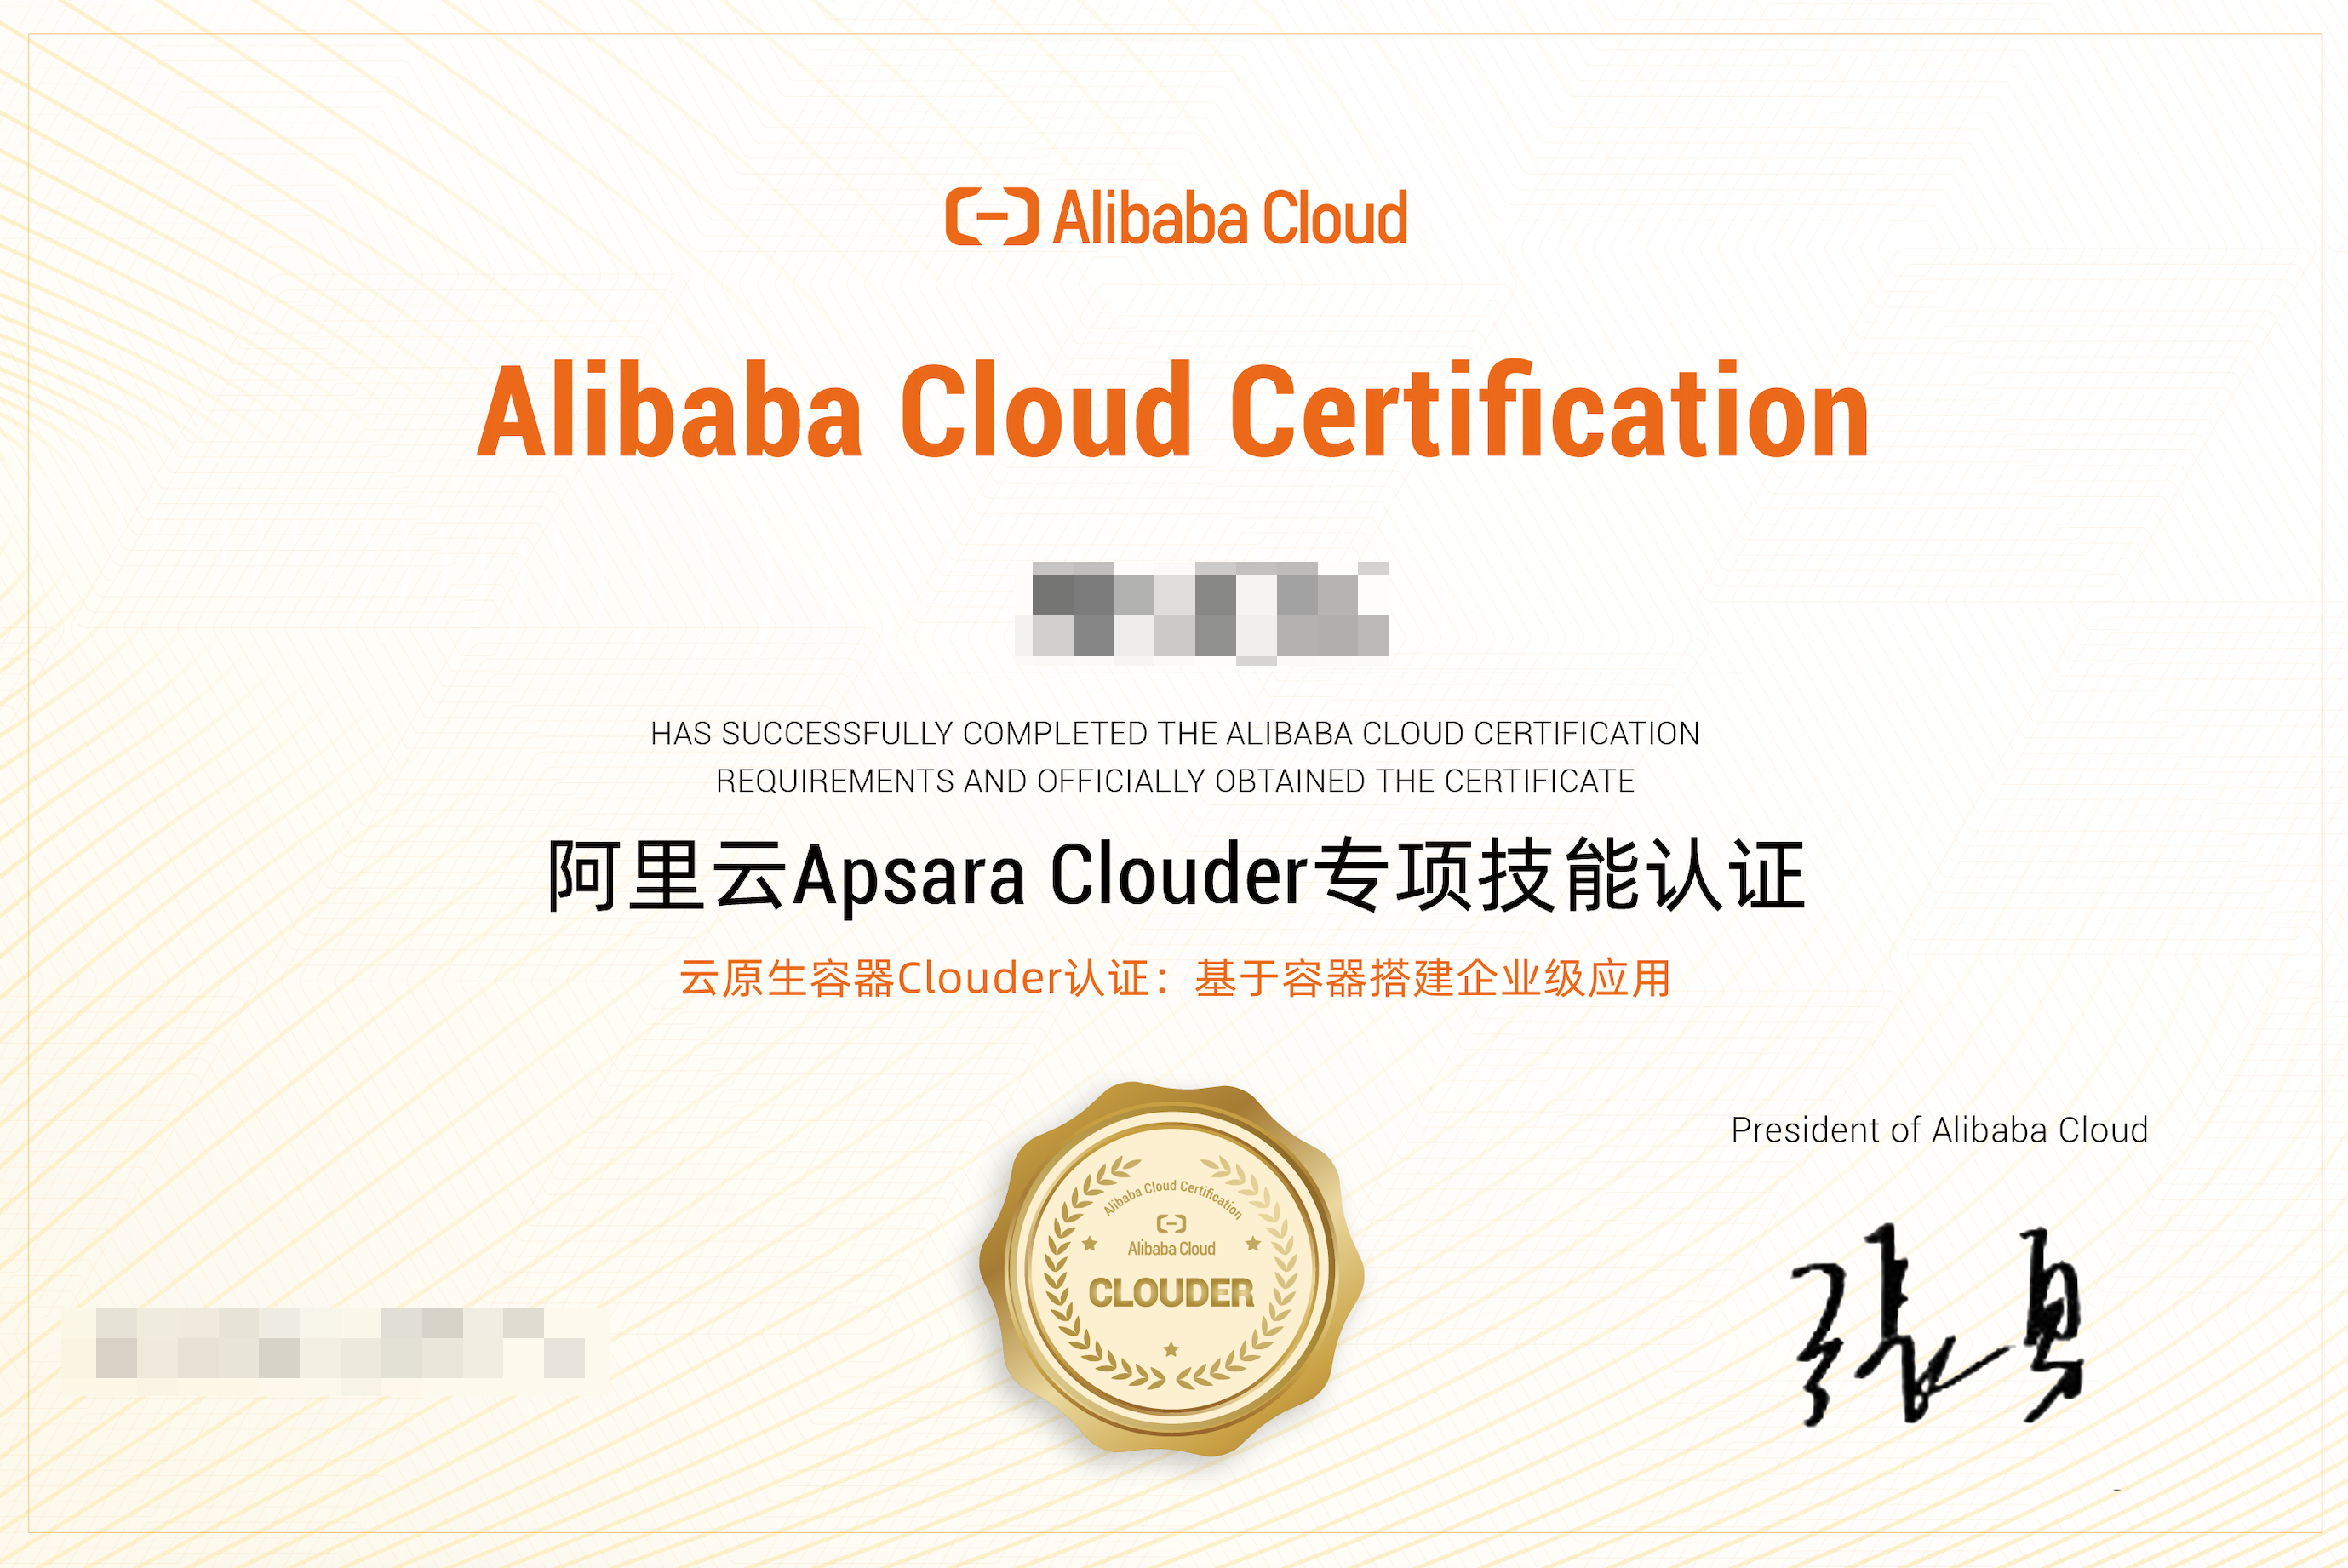 Alibaba Cloud
Alibaba Cloud Certification
HAS SUCCESSFULLY COMPLETED THE ALIBABA CLOUD CERTIFICATION
REQUIREMENTS AND OFFICIALLY OBTAINED THE CERTIFICATE
阿里云Apsara Clouder专项技能认证
云原生容器Clouder认证：基于容器搭建企业级应用
President of Alibaba Cloud
Alibaba Cloud Certification
Alibaba Cloud
CLOUDER